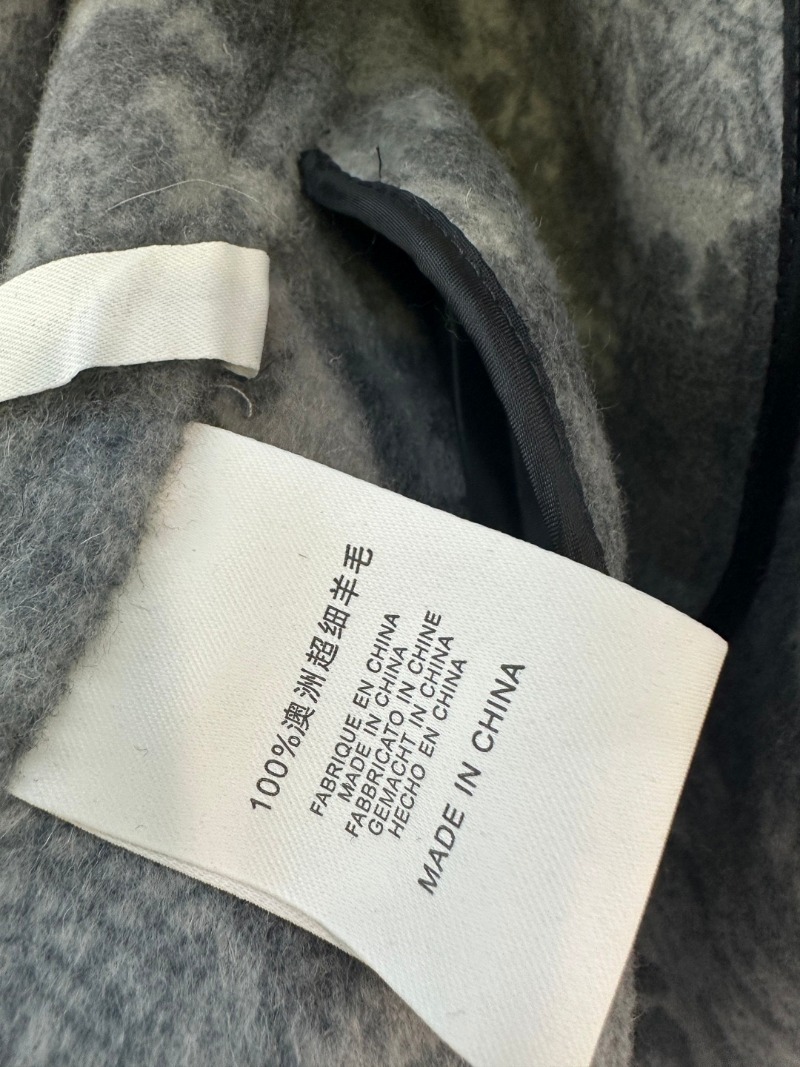 100%澳洲超细羊毛
FABRIQUE EN CHINA
MADE IN CHINA
FABBRICATO IN CHINE
GEMACHT IN CHINA
HECHO EN CHINA
MADE IN CHINA